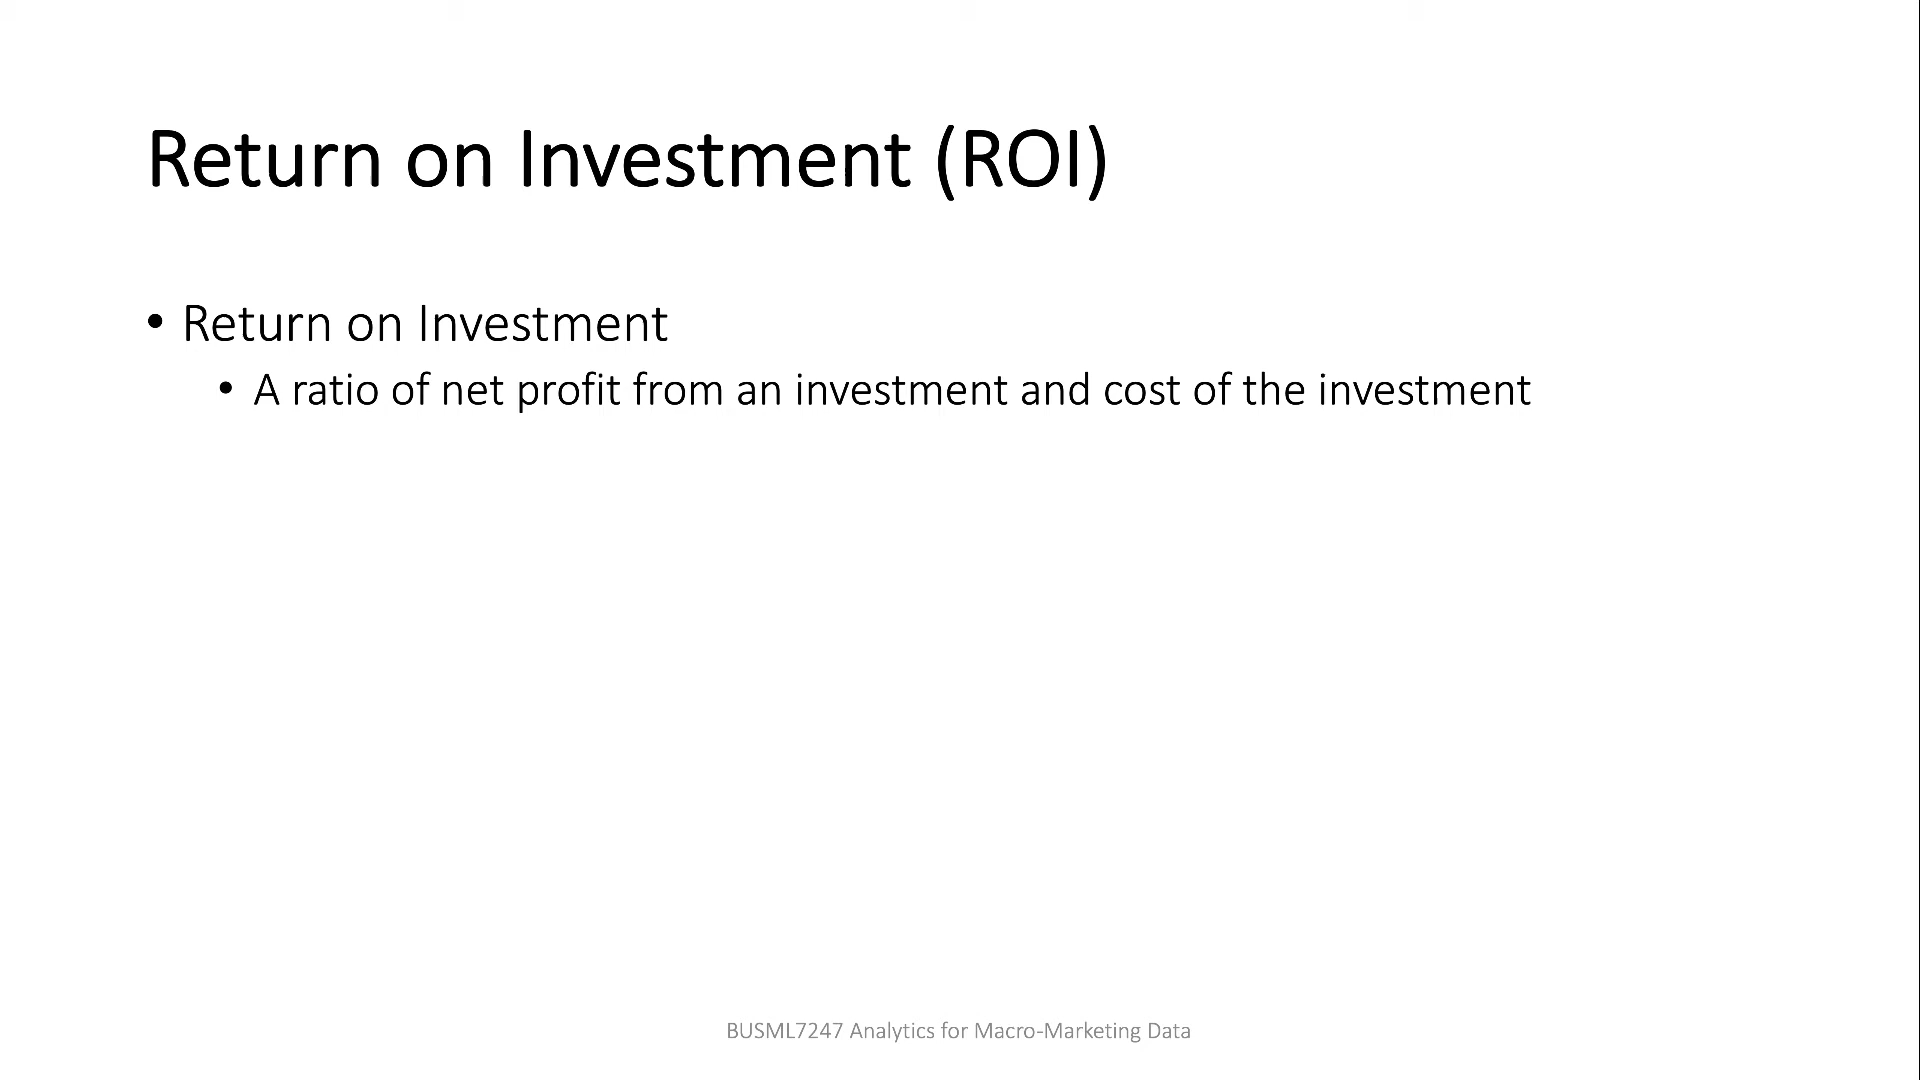 Return on Investment (ROI)
• Return on Investment
• A ratio of net profit from an investment and cost of the investment
BUSML7247 Analytics for Macro-Marketing Data